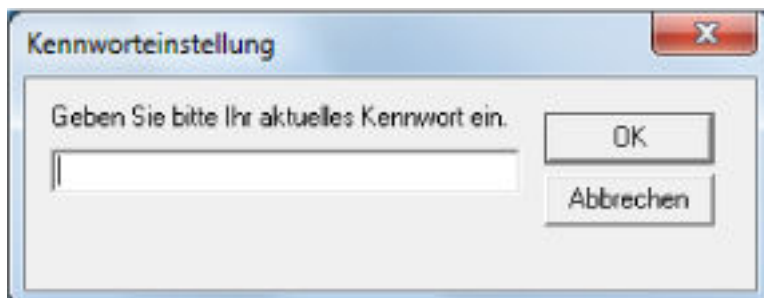 Kennworteinstellung
Geben Sie bitte Ihr aktuelles Kennwort ein.
OK
Abbrechen